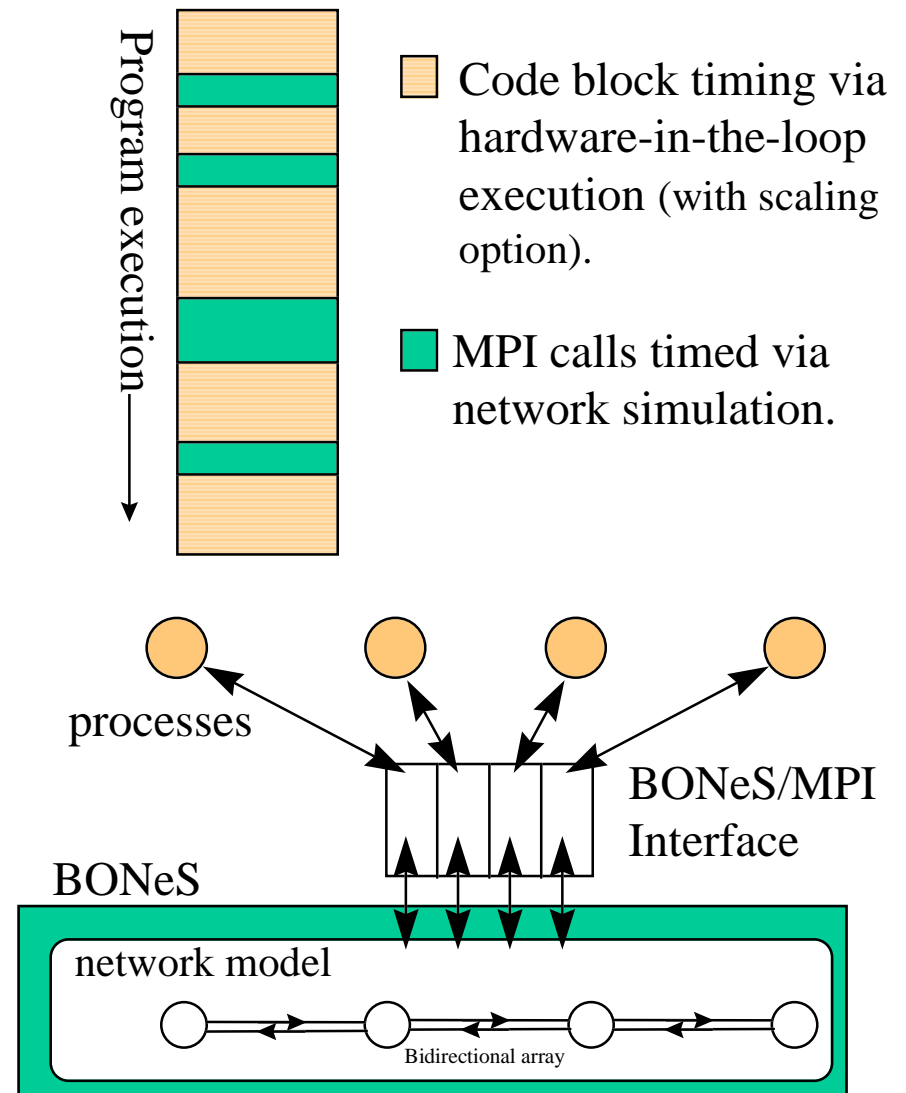 Program execution
Code block timing via
hardware-in-the-loop
execution (with scaling
option).
MPI calls timed via
network simulation.
processes
BONeS/MPI
Interface
BONeS
network model
Bidirectional array